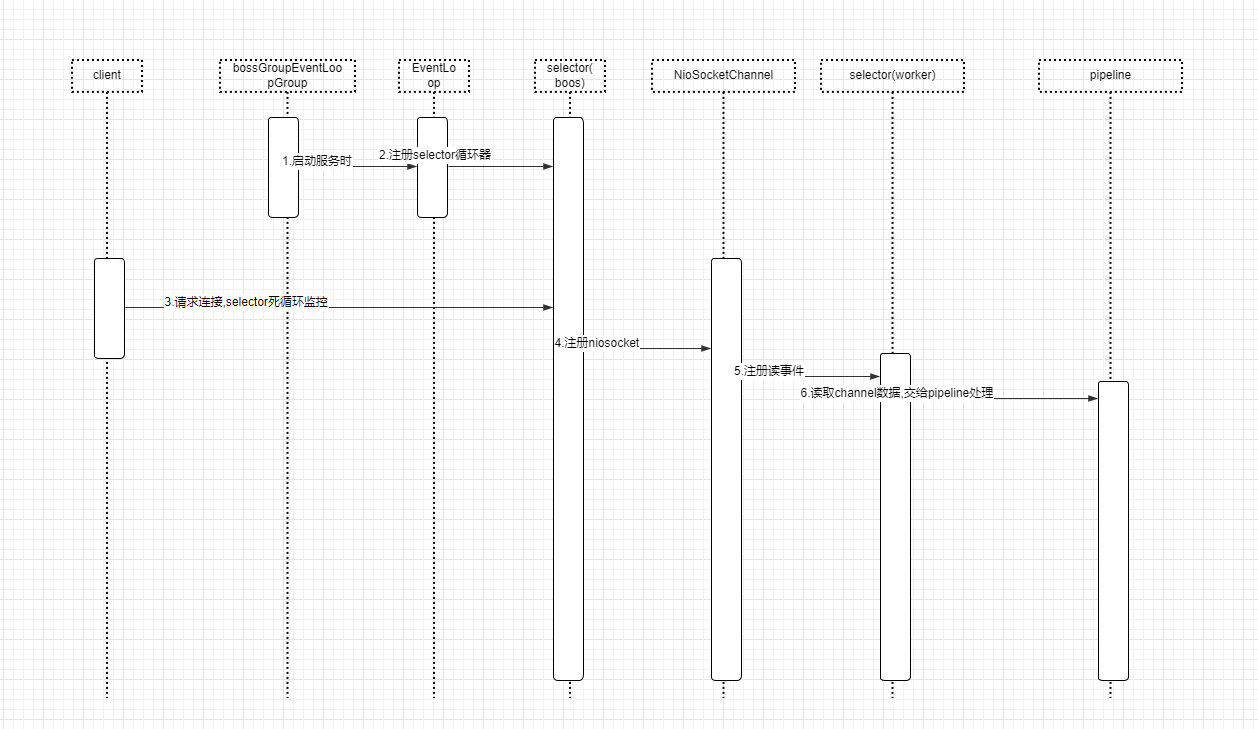 client
bossGroupEventLoo
pGroup
EventLo
op
selector(
boos)
NioSocketChannel
selector(worker)
pipeline
1.启动服务时
2.注册selector循环器
3.请求连接,selector死循环监控
4.注册niosocket
5.注册读事件
6.读取channel数据,交给pipeline处理